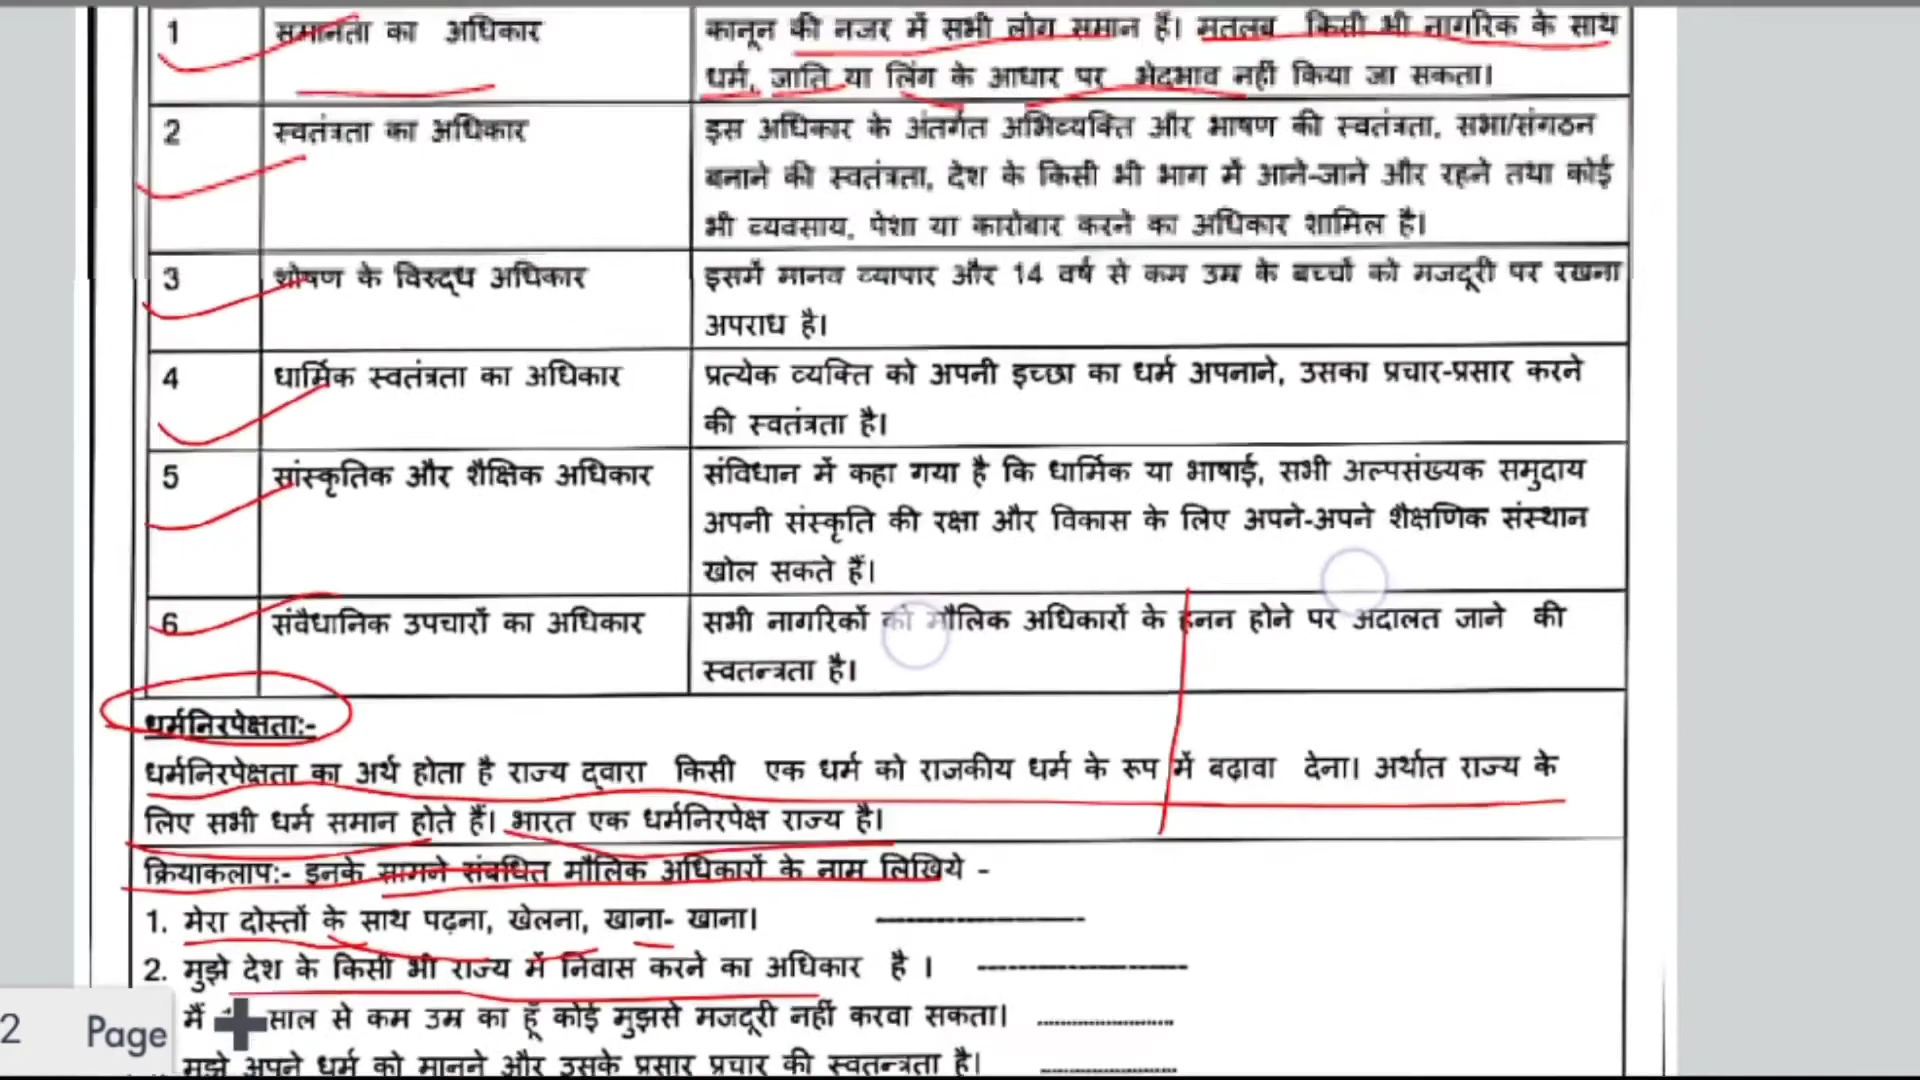 1 समानता का अधिकार कानून की नजर में सभी लोग समान हैं। मतलब किसी भी नागरिक के साथ
धर्म, जाति या लिंग के आधार पर भेदभाव नहीं किया जा सकता।
2 स्वतंत्रता का अधिकार इस अधिकार के अंतर्गत अभिव्यक्ति और भाषण की स्वतंत्रता, सभा/संगठन
बनाने की स्वतंत्रता, देश के किसी भी भाग में आने-जाने और रहने तथा कोई
भी व्यवसाय, पेशा या कारोबार करने का अधिकार शामिल है।
3 शोषण के विरुद्ध अधिकार इसमें मानव व्यापार और 14 वर्ष से कम उम्र के बच्चों को मजदूरी पर रखना
अपराध है।
4 धार्मिक स्वतंत्रता का अधिकार प्रत्येक व्यक्ति को अपनी इच्छा का धर्म अपनाने, उसका प्रचार-प्रसार करने
की स्वतंत्रता है।
5 सांस्कृतिक और शैक्षिक अधिकार संविधान में कहा गया है कि धार्मिक या भाषाई, सभी अल्पसंख्यक समुदाय
अपनी संस्कृति की रक्षा और विकास के लिए अपने-अपने शैक्षणिक संस्थान
खोल सकते हैं।
6 संवैधानिक उपचारों का अधिकार सभी नागरिकों को मौलिक अधिकारों के हनन होने पर अदालत जाने की
स्वतन्त्रता है।
धर्मनिरपेक्षता:-
धर्मनिरपेक्षता का अर्थ होता है राज्य द्वारा किसी एक धर्म को राजकीय धर्म के रूप में बढ़ावा देना। अर्थात राज्य के
लिए सभी धर्म समान होते हैं। भारत एक धर्मनिरपेक्ष राज्य है।
क्रियाकलाप:- इनके सामने संबधित मौलिक अधिकारों के नाम लिखिये -
1. मेरा दोस्तों के साथ पढ़ना, खेलना, खाना- खाना। --------------------
2. मुझे देश के किसी भी राज्य में निवास करने का अधिकार है । --------------------
मैं साल से कम उम्र का हूँ कोई मुझसे मजदूरी नहीं करवा सकता। ....................
मुझे अपने धर्म को मानने और उसके प्रसार प्रचार की स्वतन्त्रता है। ....................
2 Page